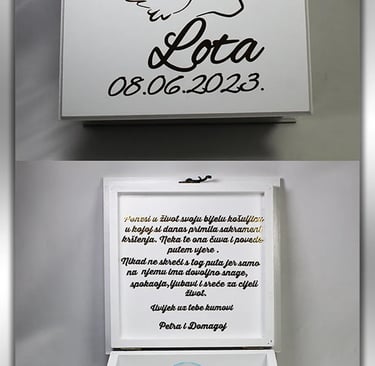 Lota
08.06.2023.
Ponesi u život svoju bijelu košuljicu
u kojoj si danas primila sakrament
krštenja. Neka te ona čuva i povede
putem vjere .
Nikad ne skreći s tog puta jer samo
na njemu ima dovoljno snage,
spokoja,ljubavi i sreće za cijeli
život.
Uvijek uz tebe kumovi
Petra i Domagoj